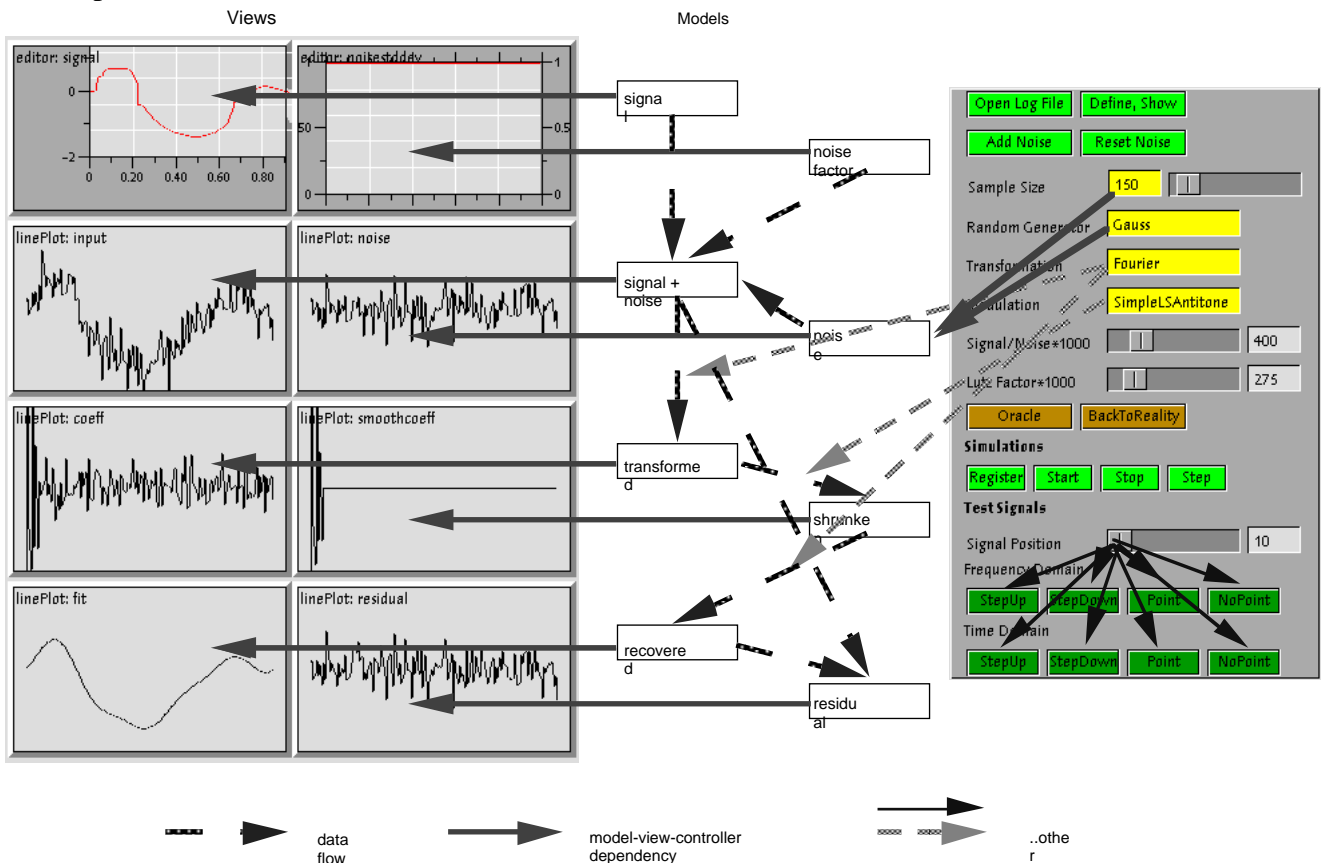 Views
Models
editor: signal
0
-2
0
0.20
0.40
0.60
0.80
editor: noisestddev
1
50
0
1
0.5
0
linePlot: input
linePlot: noise
linePlot: coeff
linePlot: smoothcoeff
linePlot: fit
linePlot: residual
signa
l
noise
factor
signal +
noise
nois
e
transforme
d
shrunke
n
recovere
d
residu
al
Open Log File
Define, Show
Add Noise
Reset Noise
Sample Size
150
Random Generator
Gauss
Transformation
Fourier
SimpleLSAntitone
Signal/Noise*1000
400
Lutz Factor*1000
275
Oracle
BackToReality
Simulations
Register
Start
Stop
Step
Test Signals
Signal Position
10
Frequency Domain
StepUp
StepDown
Point
NoPoint
Time Domain
StepUp
StepDown
Point
NoPoint
data
flow
model-view-controller
dependency
..othe
r